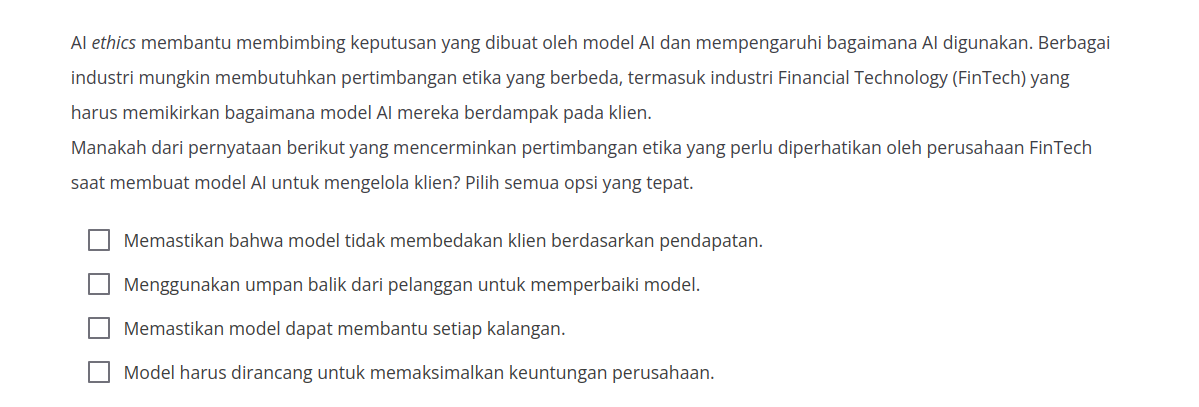 AI ethics membantu membimbing keputusan yang dibuat oleh model AI dan mempengaruhi bagaimana AI digunakan. Berbagai
industri mungkin membutuhkan pertimbangan etika yang berbeda, termasuk industri Financial Technology (FinTech) yang
harus memikirkan bagaimana model AI mereka berdampak pada klien.
Manakah dari pernyataan berikut yang mencerminkan pertimbangan etika yang perlu diperhatikan oleh perusahaan FinTech
saat membuat model AI untuk mengelola klien? Pilih semua opsi yang tepat.
Memastikan bahwa model tidak membedakan klien berdasarkan pendapatan.
Menggunakan umpan balik dari pelanggan untuk memperbaiki model.
Memastikan model dapat membantu setiap kalangan.
Model harus dirancang untuk memaksimalkan keuntungan perusahaan.